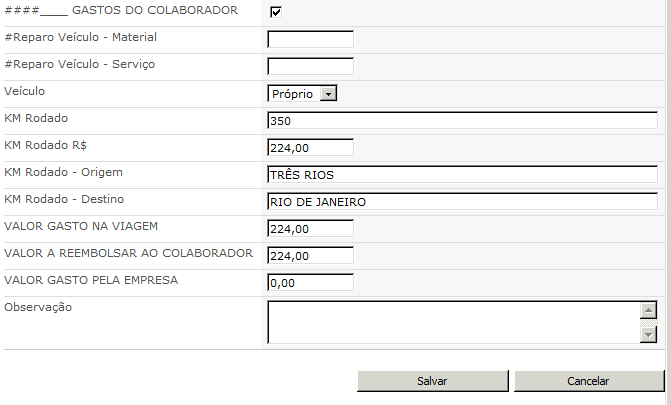 ####____ GASTOS DO COLABORADOR
#Reparo Veículo - Material
#Reparo Veículo - Serviço
Veículo Próprio
KM Rodado 350
KM Rodado R$ 224,00
KM Rodado - Origem TRÊS RIOS
KM Rodado - Destino RIO DE JANEIRO
VALOR GASTO NA VIAGEM 224,00
VALOR A REEMBOLSAR AO COLABORADOR 224,00
VALOR GASTO PELA EMPRESA 0,00
Observação
Salvar Cancelar